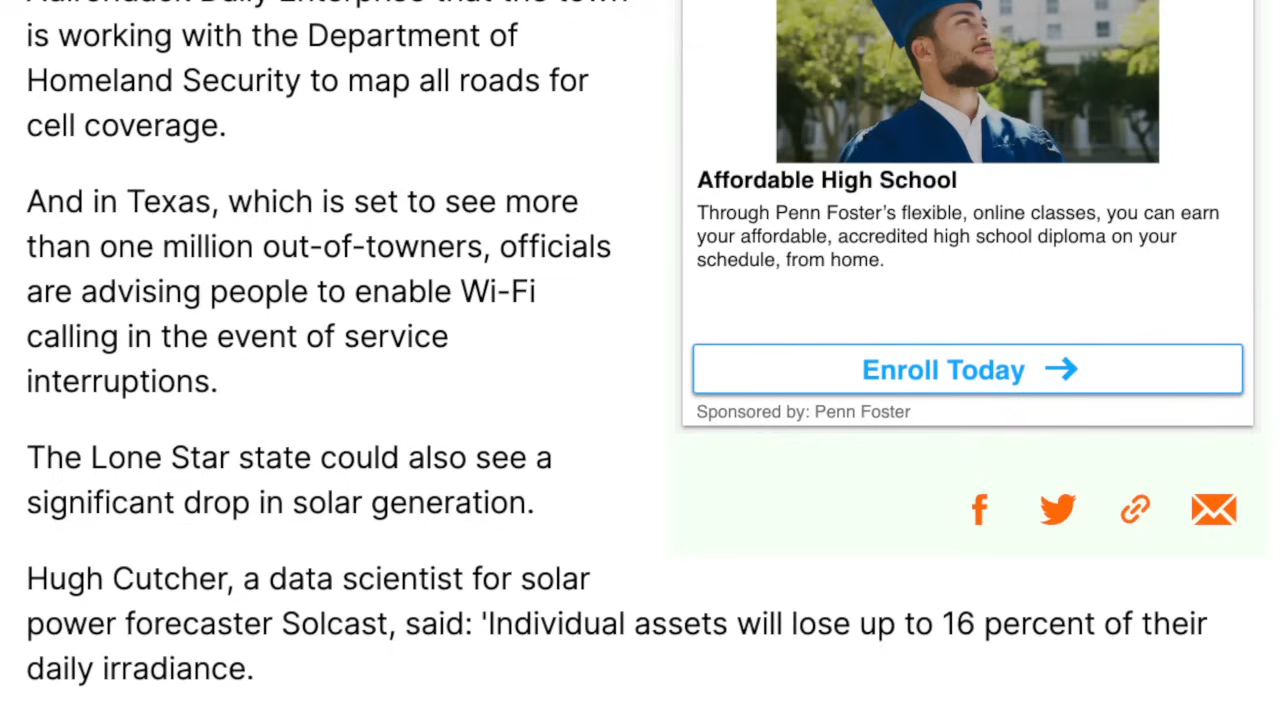 is working with the Department of
Homeland Security to map all roads for
cell coverage.
And in Texas, which is set to see more
than one million out-of-towners, officials
are advising people to enable Wi-Fi
calling in the event of service
interruptions.
The Lone Star state could also see a
significant drop in solar generation.
Hugh Cutcher, a data scientist for solar
power forecaster Solcast, said: 'Individual assets will lose up to 16 percent of their
daily irradiance.
Affordable High School
Through Penn Foster's flexible, online classes, you can earn
your affordable, accredited high school diploma on your
schedule, from home.
Enroll Today →
Sponsored by: Penn Foster